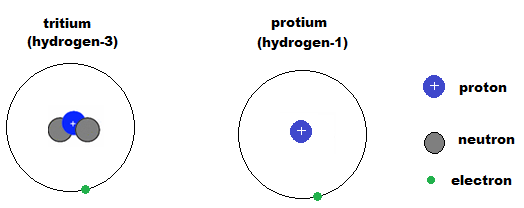 tritium
(hydrogen-3)
protium
(hydrogen-1)
proton
neutron
electron